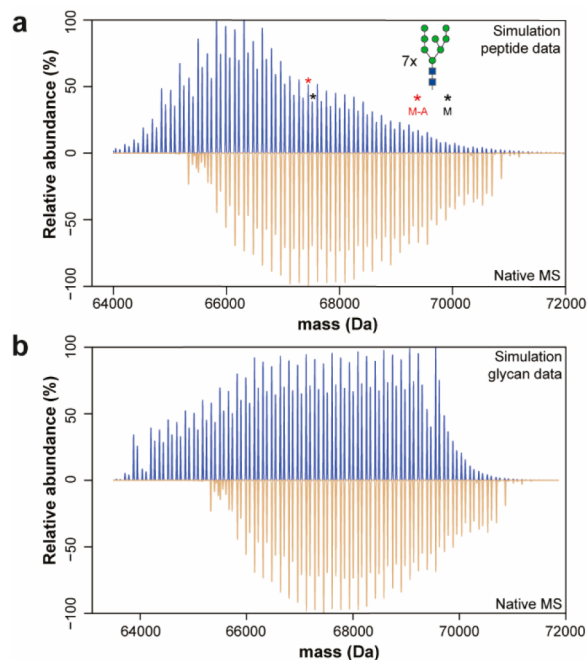 a
Relative abundance (%)
100
50
0
−50
−100
Simulation
peptide data
7x
*
*
*
*
M-A
M
Native MS
64000
66000
68000
70000
72000
mass (Da)
b
Relative abundance (%)
100
50
0
−50
−100
Simulation
glycan data
Native MS
64000
66000
68000
70000
72000
mass (Da)